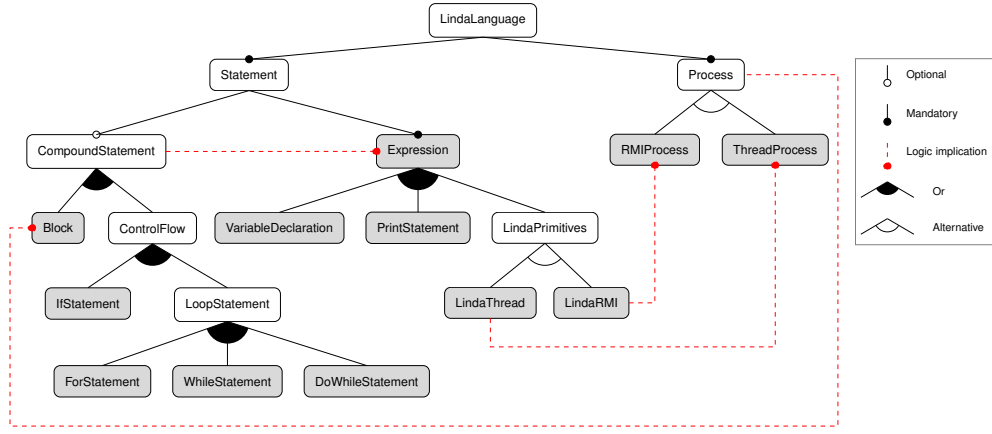 LindaLanguage
Statement
Process
Optional
Mandatory
CompoundStatement
Expression
RMIProcess
ThreadProcess
Logic implication
Or
Block
ControlFlow
VariableDeclaration
PrintStatement
LindaPrimitives
Alternative
IfStatement
LoopStatement
LindaThread
LindaRMI
ForStatement
WhileStatement
DoWhileStatement